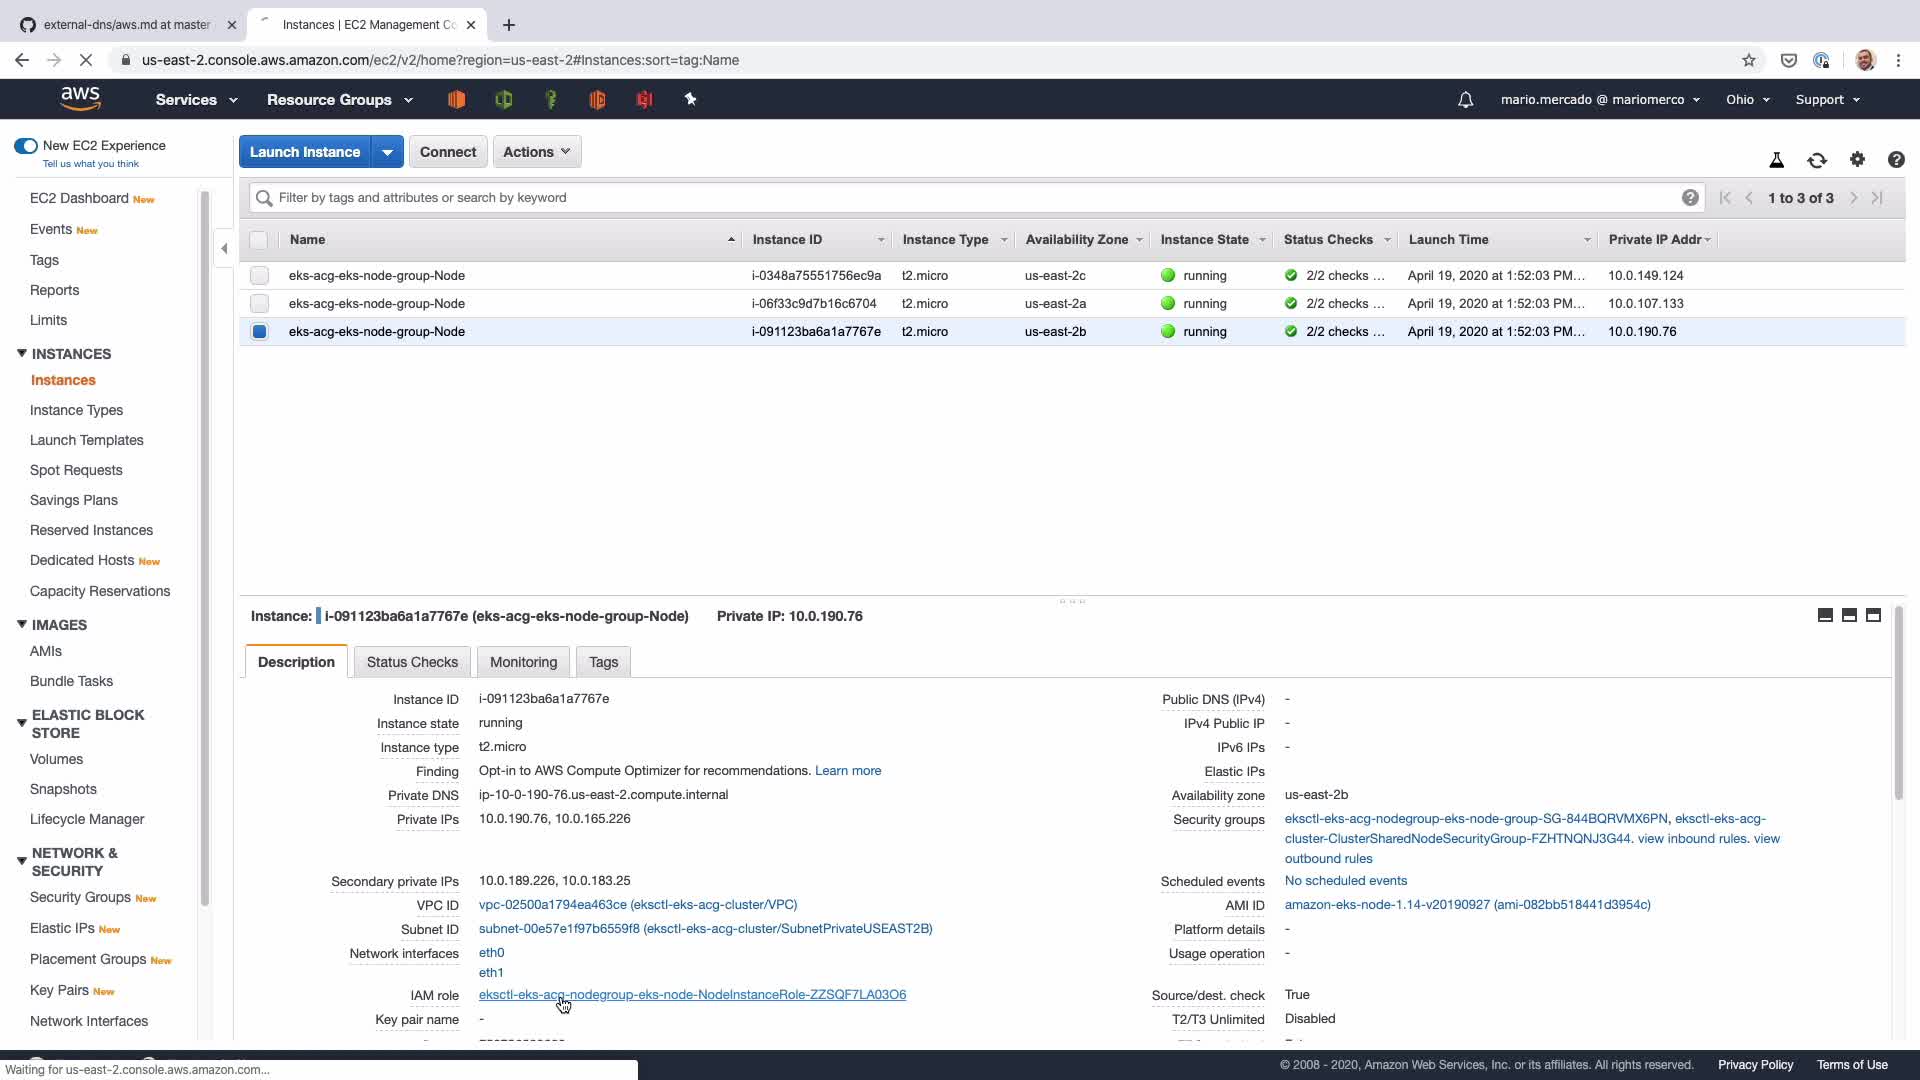 external-dns/aws.md at master
Instances | EC2 Management Co
us-east-2.console.aws.amazon.com/ec2/v2/home?region=us-east-2#Instances:sort=tag:Name
aws
Services
Resource Groups
mario.mercado @ mariomerco
Ohio
Support
New EC2 Experience
Tell us what you think
EC2 Dashboard New
Events New
Tags
Reports
Limits
INSTANCES
Instances
Instance Types
Launch Templates
Spot Requests
Savings Plans
Reserved Instances
Dedicated Hosts New
Capacity Reservations
IMAGES
AMIs
Bundle Tasks
ELASTIC BLOCK
STORE
Volumes
Snapshots
Lifecycle Manager
NETWORK &
SECURITY
Security Groups New
Elastic IPs New
Placement Groups New
Key Pairs New
Network Interfaces
Launch Instance
Connect
Actions
Filter by tags and attributes or search by keyword
1 to 3 of 3
Name Instance ID Instance Type Availability Zone Instance State Status Checks Launch Time Private IP Addr
eks-acg-eks-node-group-Node i-0348a75551756ec9a t2.micro us-east-2c running 2/2 checks ... April 19, 2020 at 1:52:03 PM... 10.0.149.124
eks-acg-eks-node-group-Node i-06f33c9d7b16c6704 t2.micro us-east-2a running 2/2 checks ... April 19, 2020 at 1:52:03 PM... 10.0.107.133
eks-acg-eks-node-group-Node i-091123ba6a1a7767e t2.micro us-east-2b running 2/2 checks ... April 19, 2020 at 1:52:03 PM... 10.0.190.76
Instance: i-091123ba6a1a7767e (eks-acg-eks-node-group-Node) Private IP: 10.0.190.76
Description
Status Checks
Monitoring
Tags
Instance ID i-091123ba6a1a7767e
Instance state running
Instance type t2.micro
Finding Opt-in to AWS Compute Optimizer for recommendations. Learn more
Private DNS ip-10-0-190-76.us-east-2.compute.internal
Private IPs 10.0.190.76, 10.0.165.226
Secondary private IPs 10.0.189.226, 10.0.183.25
VPC ID vpc-02500a1794ea463ce (eksctl-eks-acg-cluster/VPC)
Subnet ID subnet-00e57e1f97b6559f8 (eksctl-eks-acg-cluster/SubnetPrivateUSEAST2B)
Network interfaces eth0
eth1
IAM role eksctl-eks-acg-nodegroup-eks-node-NodeInstanceRole-ZZSQF7LA03O6
Key pair name -
Public DNS (IPv4) -
IPv4 Public IP -
IPv6 IPs -
Elastic IPs
Availability zone us-east-2b
Security groups eksctl-eks-acg-nodegroup-eks-node-group-SG-844BQRVMX6PN, eksctl-eks-acg-
cluster-ClusterSharedNodeSecurityGroup-FZHTNQNJ3G44. view inbound rules. view
outbound rules
Scheduled events No scheduled events
AMI ID amazon-eks-node-1.14-v20190927 (ami-082bb518441d3954c)
Platform details -
Usage operation -
Source/dest. check True
T2/T3 Unlimited Disabled
Waiting for us-east-2.console.aws.amazon.com...
© 2008 - 2020, Amazon Web Services, Inc. or its affiliates. All rights reserved.
Privacy Policy
Terms of Use